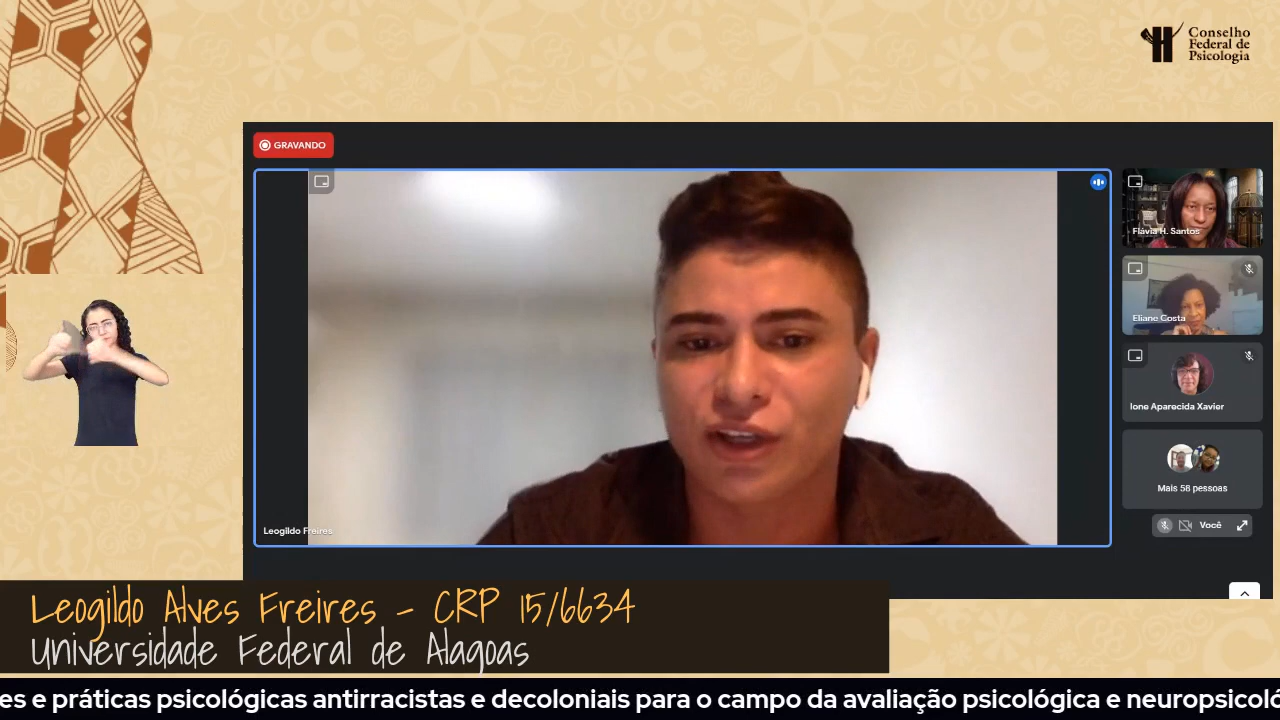 Conselho
Federal de
Psicologia
GRAVANDO
Flávia H. Santos
Eliane Costa
Ione Aparecida Xavier
Mais 58 pessoas
Você
Leogildo Freires
Leogildo Alves Freires - CRP 15/6634
Universidade Federal de Alagoas
es e práticas psicológicas antirracistas e decoloniais para o campo da avaliação psicológica e neuropsicoló